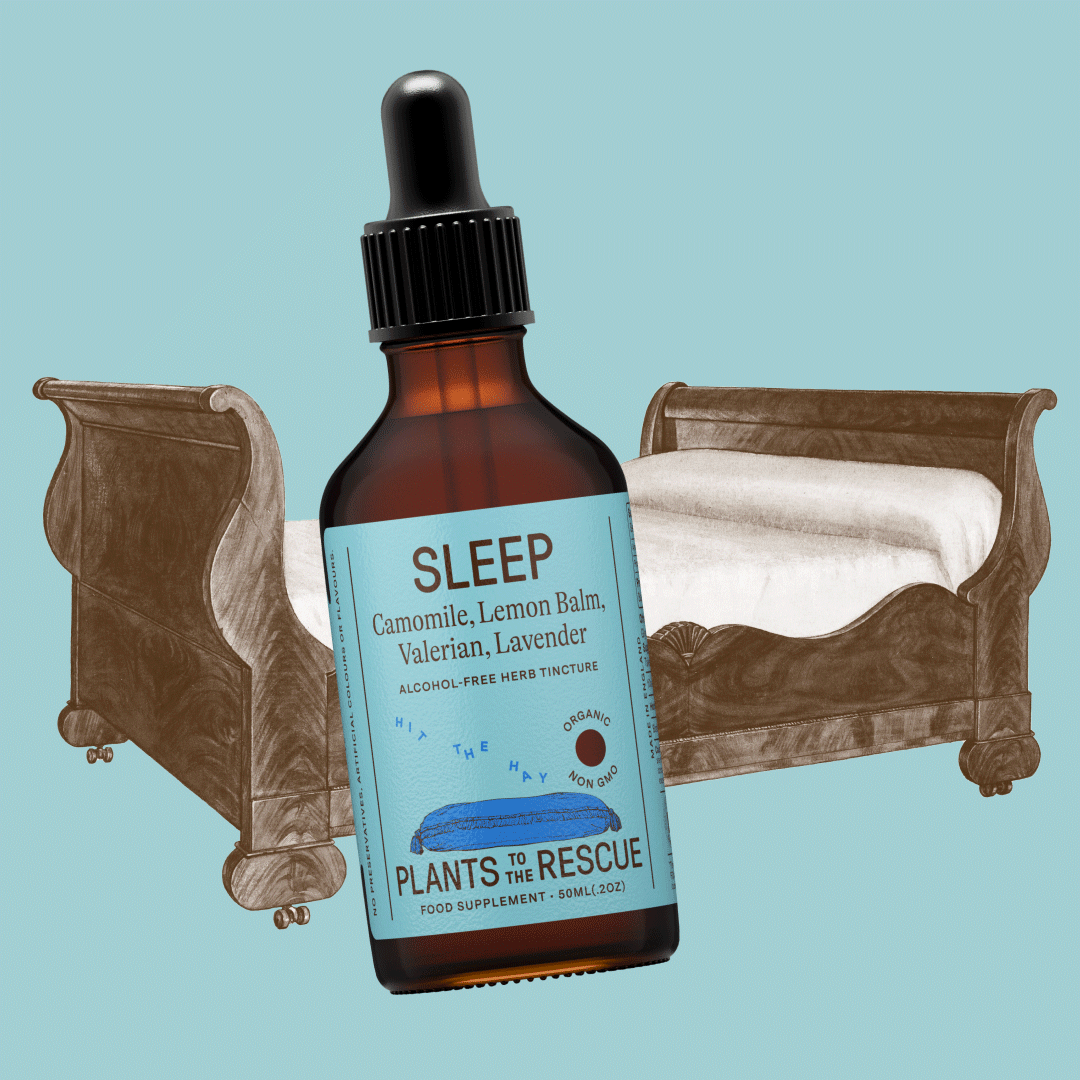 SLEEP
Camomile, Lemon Balm,
Valerian, Lavender
ALCOHOL-FREE HERB TINCTURE
HIT THE HAY
ORGANIC
NON GMO
PLANTS TO THE RESCUE
FOOD SUPPLEMENT • 50ML(.2OZ)
NO PRESERVATIVES. ARTIFICIAL COLOURS OR FLAVOURS.
MADE IN ENGLAND